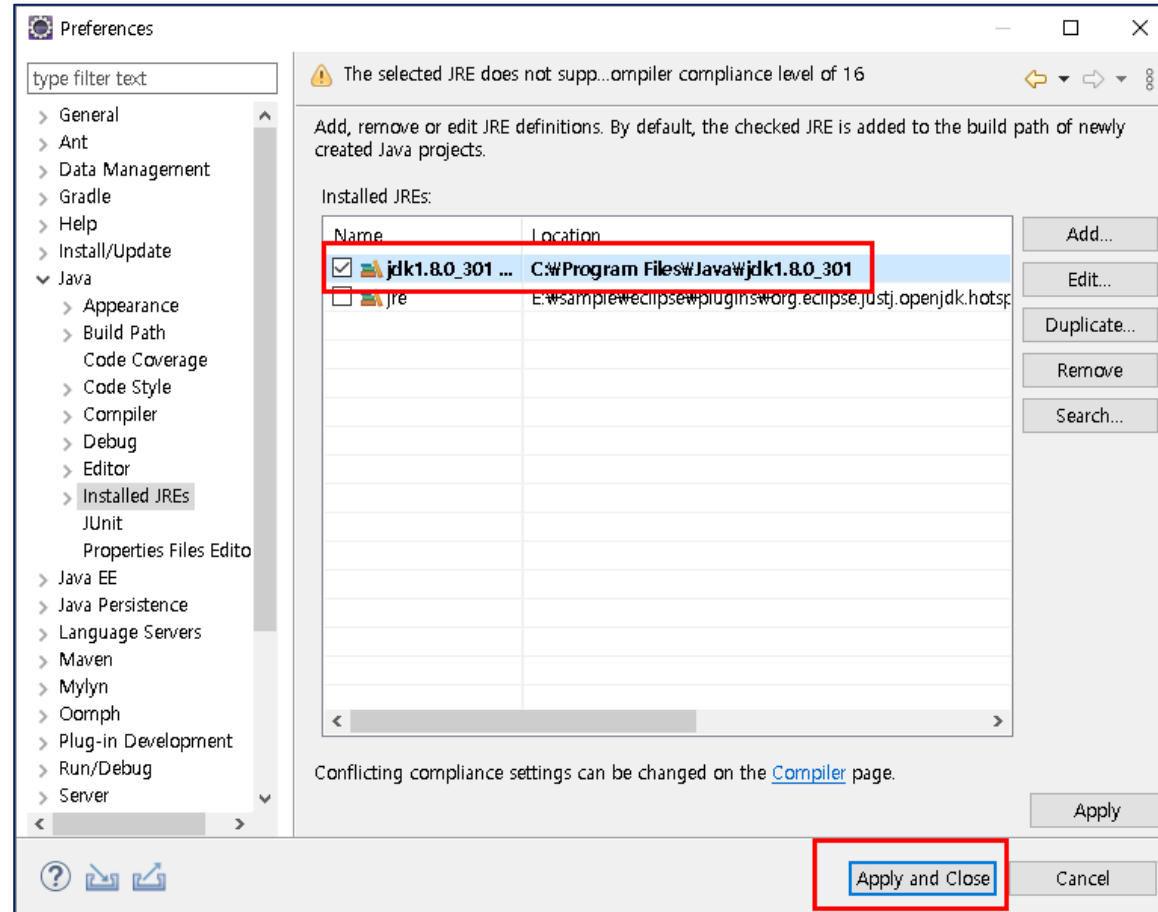 Preferences
type filter text
The selected JRE does not supp...ompiler compliance level of 16
General
Ant
Data Management
Gradle
Help
Install/Update
Java
Appearance
Build Path
Code Coverage
Code Style
Compiler
Debug
Editor
Installed JREs
JUnit
Properties Files Edito
Java EE
Java Persistence
Language Servers
Maven
Mylyn
Oomph
Plug-in Development
Run/Debug
Server
Add, remove or edit JRE definitions. By default, the checked JRE is added to the build path of newly
created Java projects.
Installed JREs:
Name Location
jdk1.8.0_301 ... C:₩Program Files₩Java₩jdk1.8.0_301
jre E:₩sample₩eclipse₩plugins₩org.eclipse.justj.openjdk.hotsp
Add...
Edit...
Duplicate...
Remove
Search...
Conflicting compliance settings can be changed on the Compiler page.
Apply
?
Apply and Close
Cancel